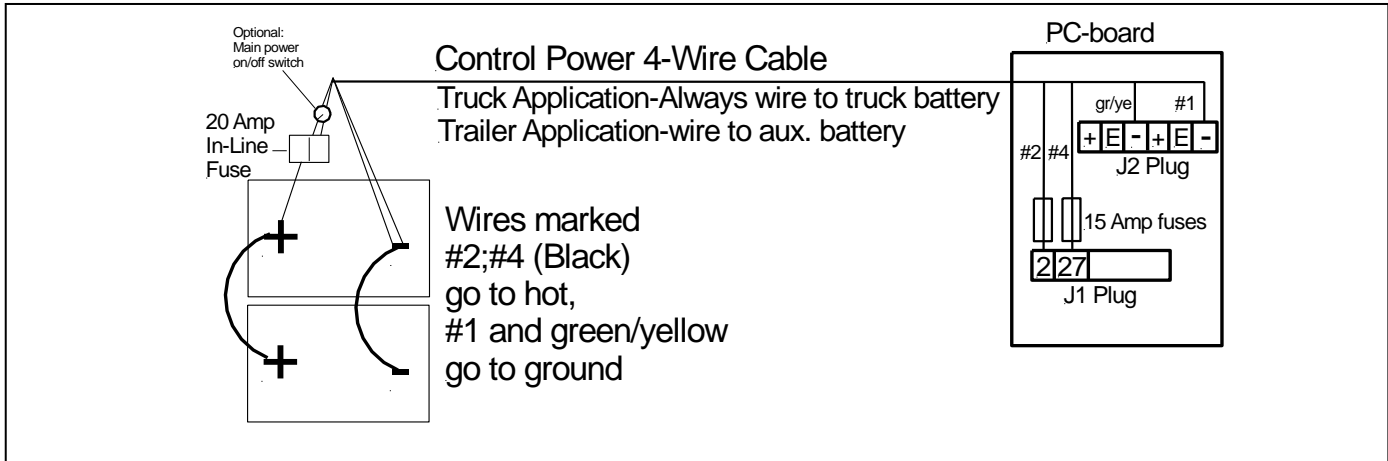 Optional:
Main power
on/off switch
20 Amp
In-Line
Fuse
Control Power 4-Wire Cable
Truck Application-Always wire to truck battery
Trailer Application-wire to aux. battery
+ -
+ -
Wires marked
#2;#4 (Black)
go to hot,
#1 and green/yellow
go to ground
PC-board
gr/ye #1
+ E - + E -
J2 Plug
#2 #4
15 Amp fuses
2 27
J1 Plug